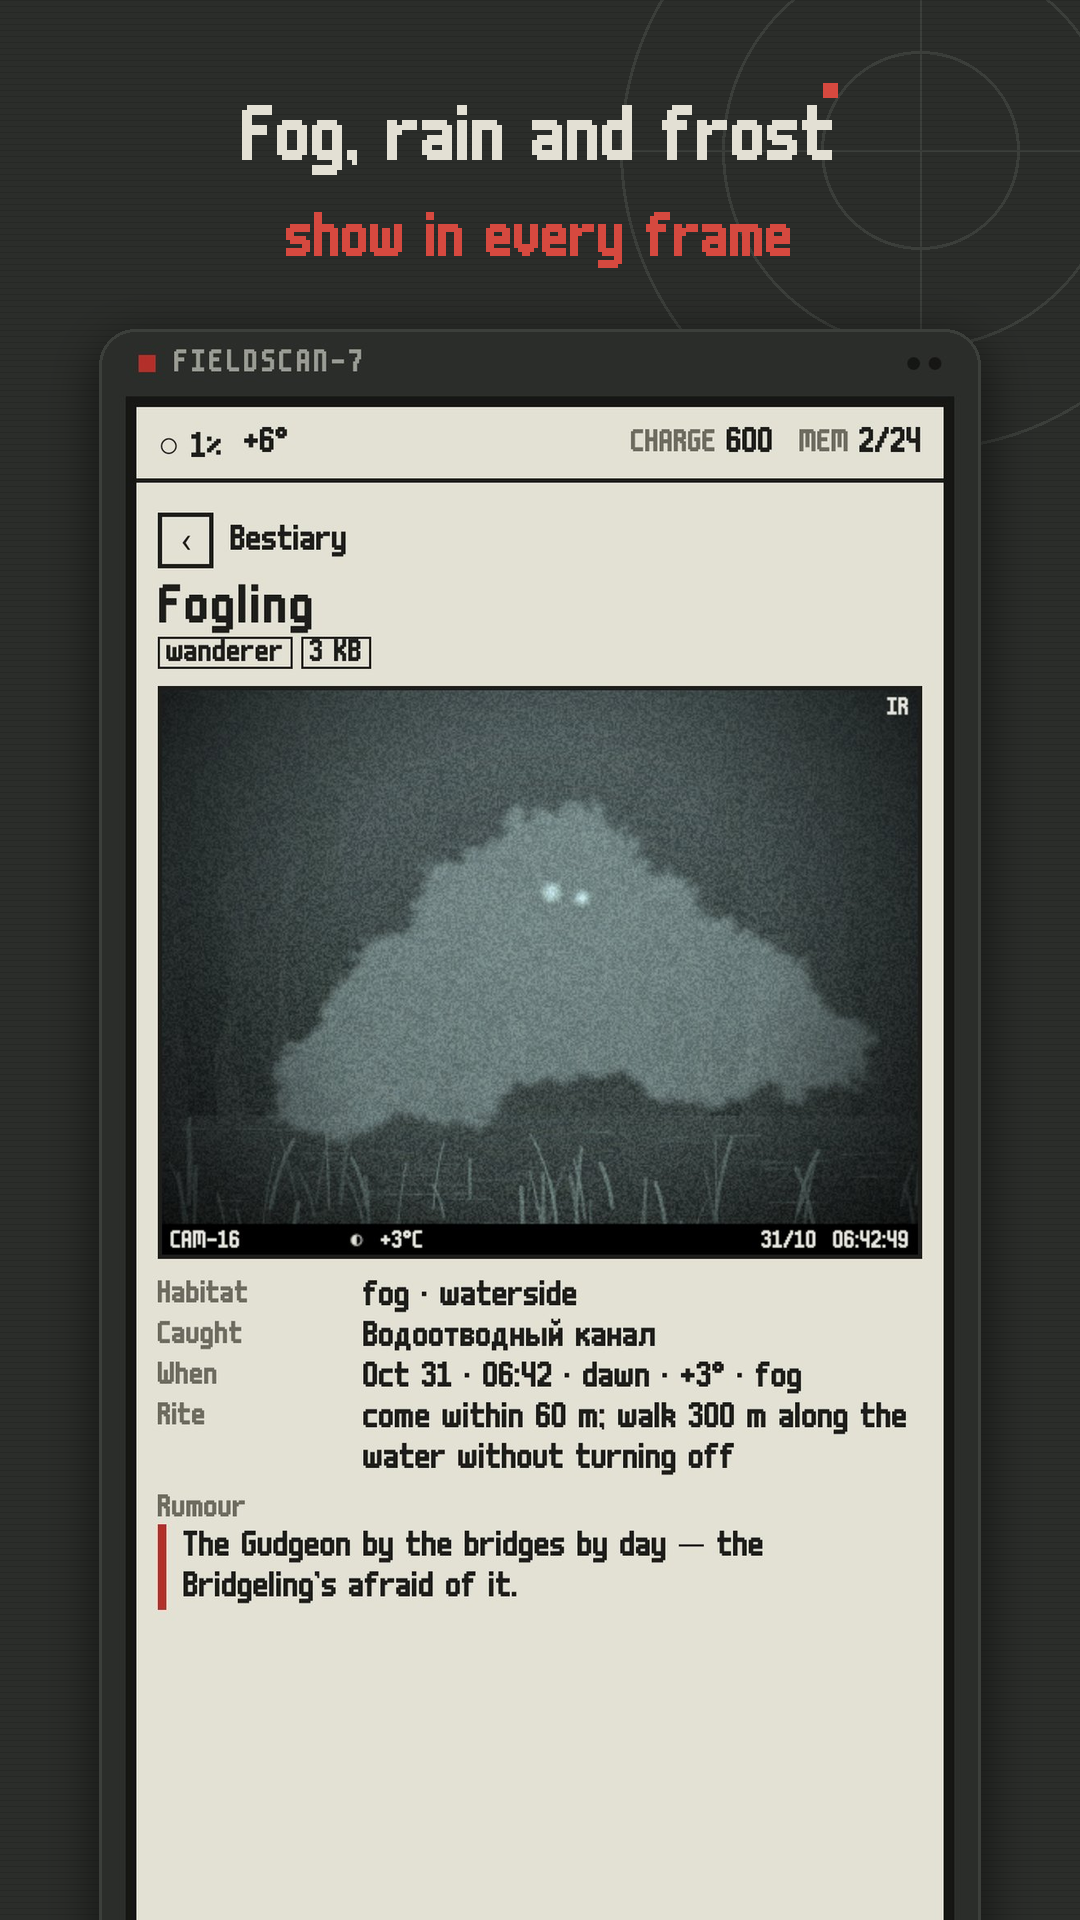 Fog, rain and frost
show in every frame
FIELDSCAN-7
○ 1% +6° CHARGE 600 MEM 2/24
‹ Bestiary
Fogling
wanderer 3 KB
IR
CAM-16 ◐ +3°C 31/10 06:42:49
Habitat fog · waterside
Caught Водоотводный канал
When Oct 31 · 06:42 · dawn · +3° · fog
Rite come within 60 m; walk 300 m along the
water without turning off
Rumour
The Gudgeon by the bridges by day — the
Bridgeling's afraid of it.